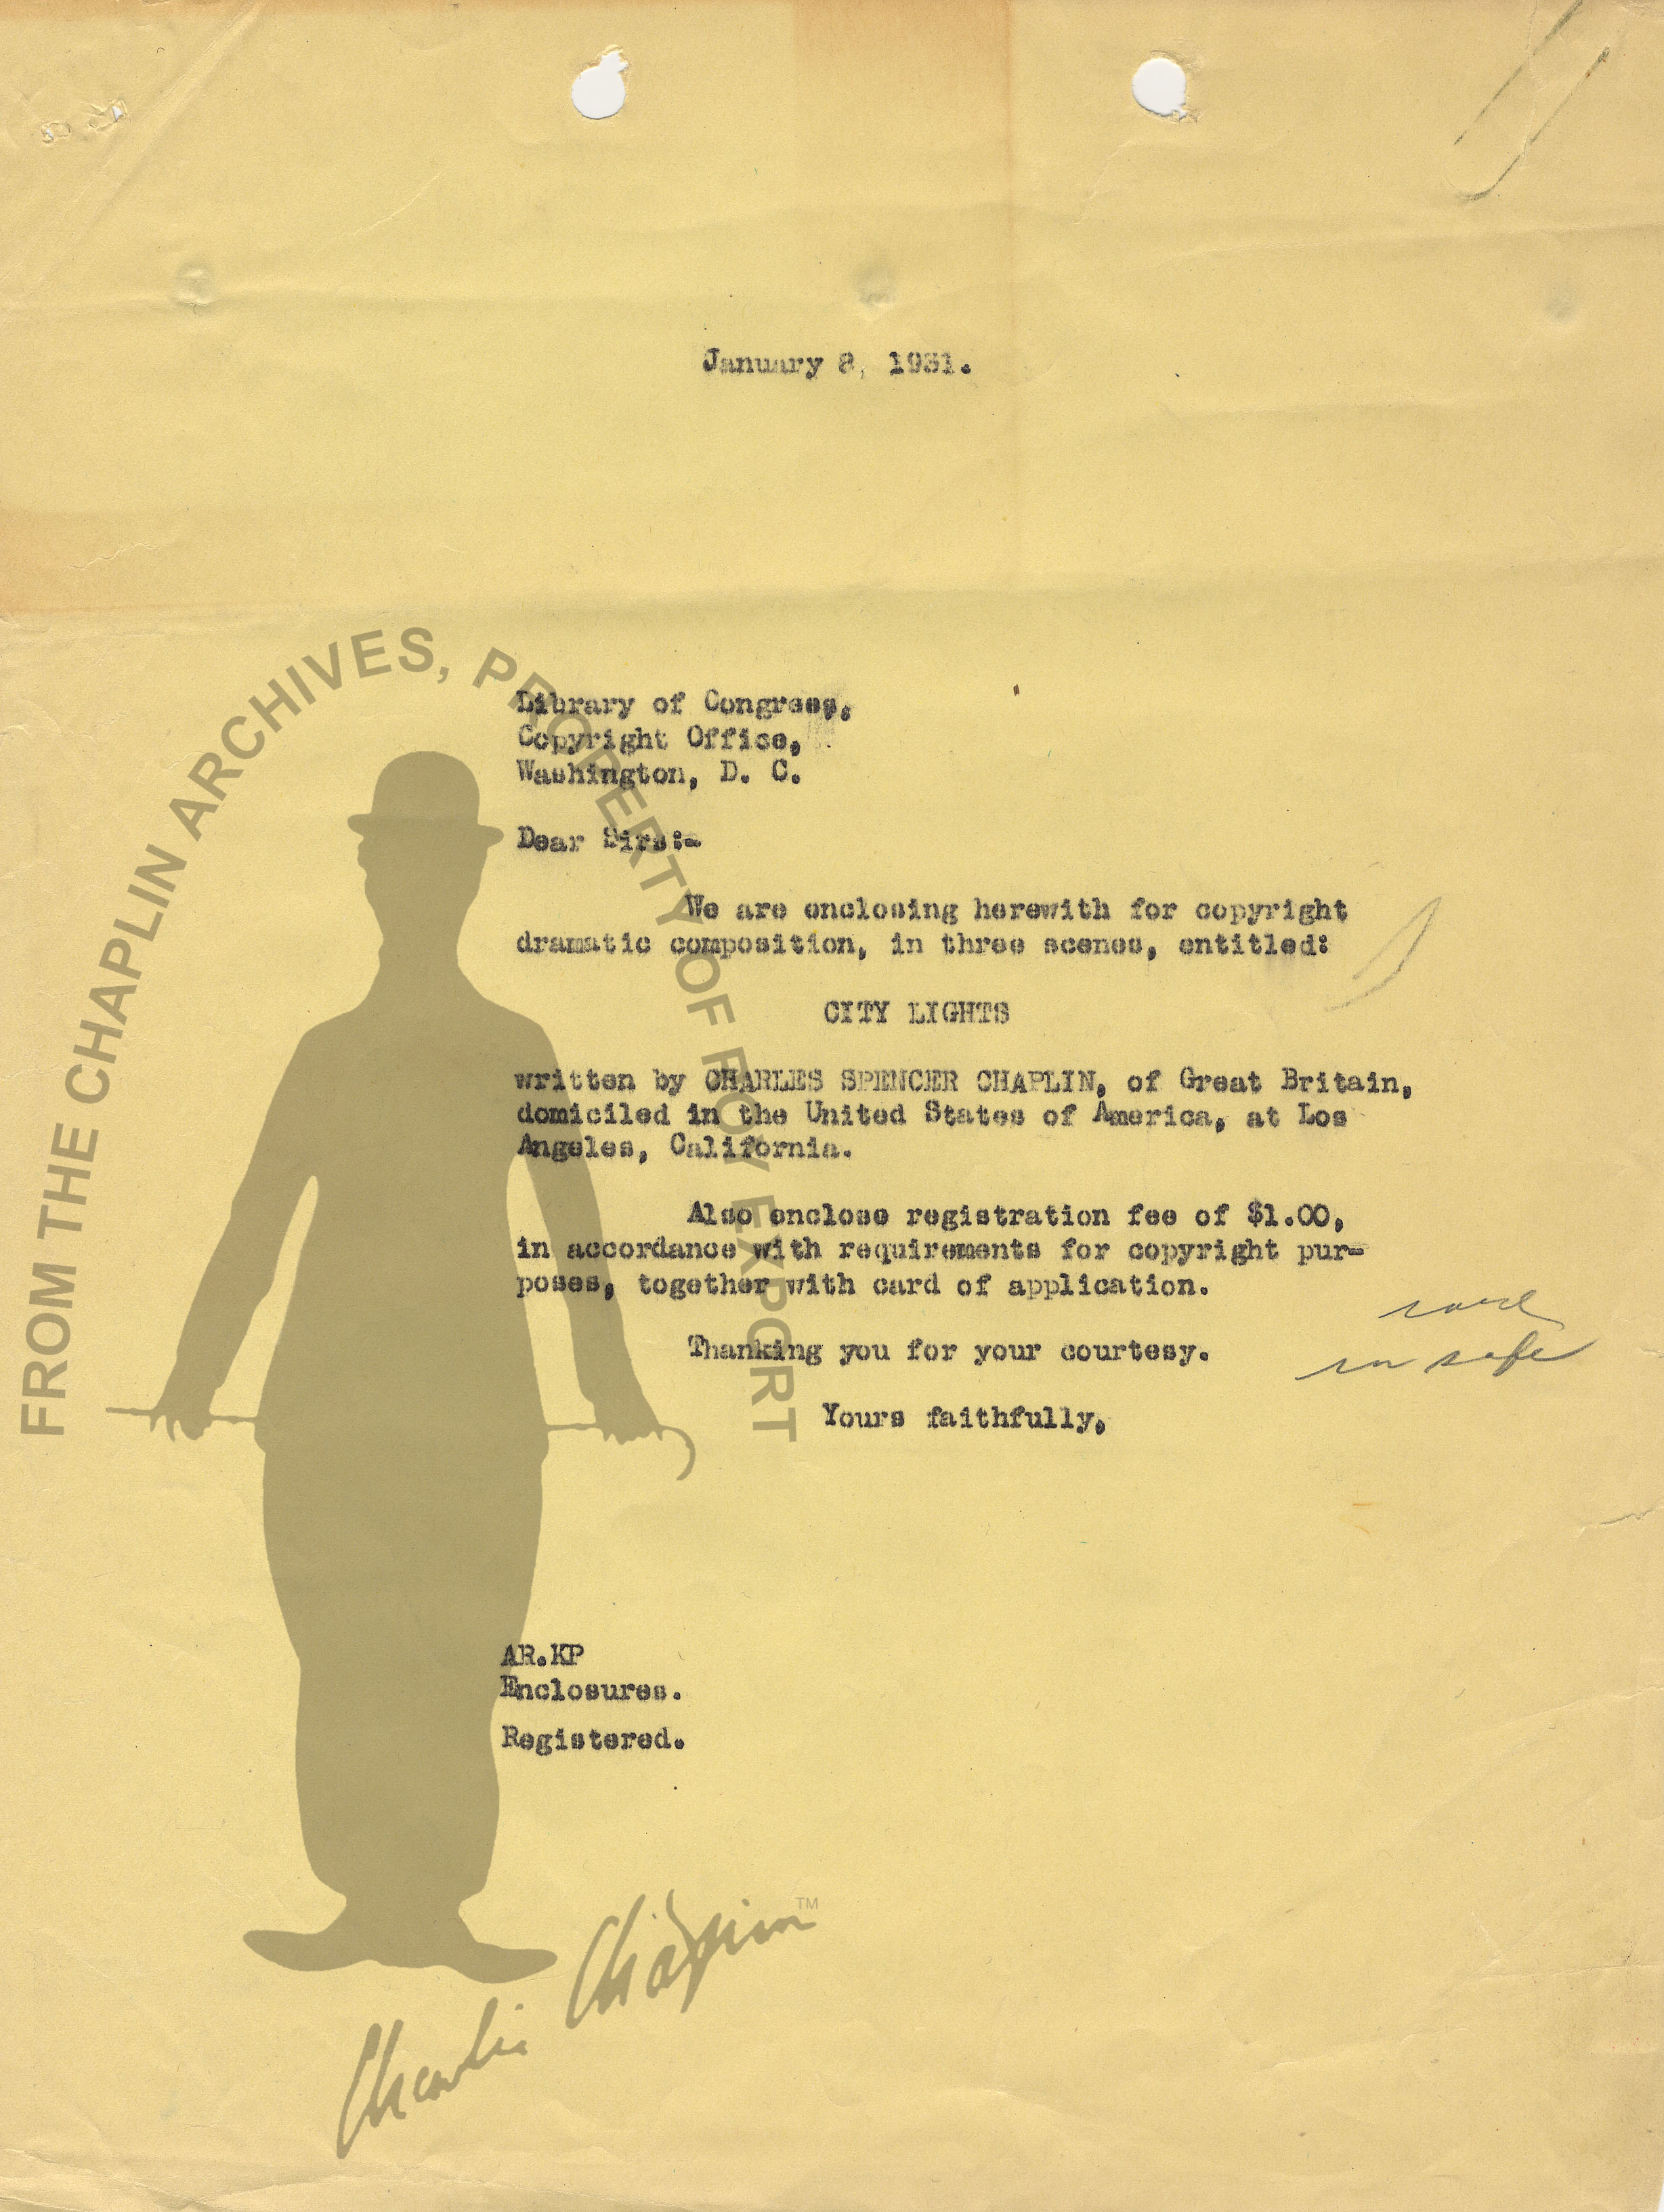 January 8, 1931.
Library of Congress,
Copyright Office,
Washington, D. C.
Dear Sirs:-
We are enclosing herewith for copyright
dramatic composition, in three scenes, entitled:
CITY LIGHTS
written by CHARLES SPENCER CHAPLIN, of Great Britain,
domiciled in the United States of America, at Los
Angeles, California.
Also enclose registration fee of $1.00,
in accordance with requirements for copyright pur-
poses, together with card of application.
Thanking you for your courtesy.
in safe
Yours faithfully,
AR.KP
Enclosures.
Registered.
FROM THE CHAPLIN ARCHIVES, PROPERTY OF ROY EXPORT
Charlie Chaplin TM